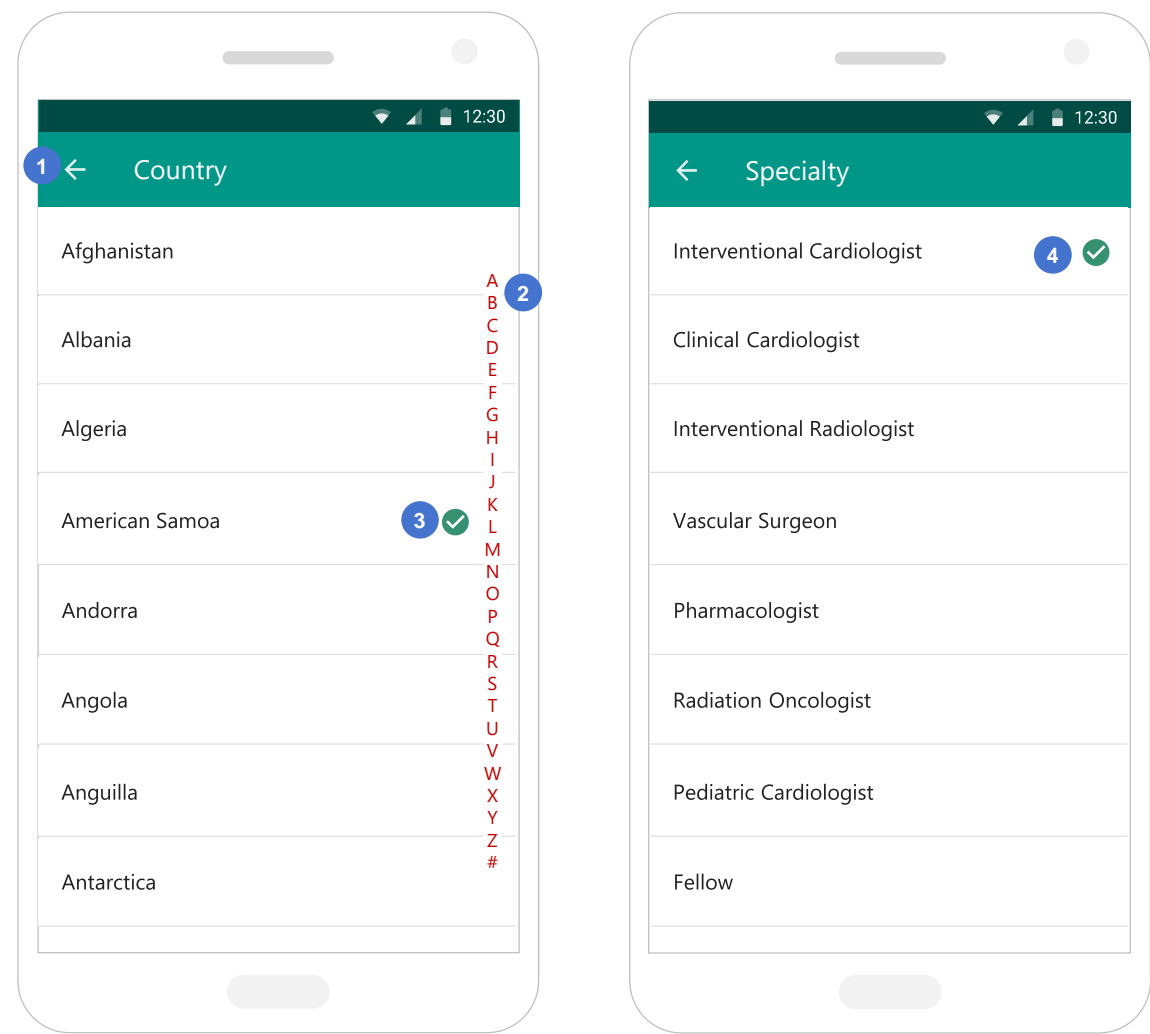 12:30
1
Country
Afghanistan
2
Albania
Algeria
American Samoa
3
Andorra
Angola
Anguilla
Antarctica
A
B
C
D
E
F
G
H
I
J
K
L
M
N
O
P
Q
R
S
T
U
V
W
X
Y
Z
#
12:30
Specialty
Interventional Cardiologist
4
Clinical Cardiologist
Interventional Radiologist
Vascular Surgeon
Pharmacologist
Radiation Oncologist
Pediatric Cardiologist
Fellow